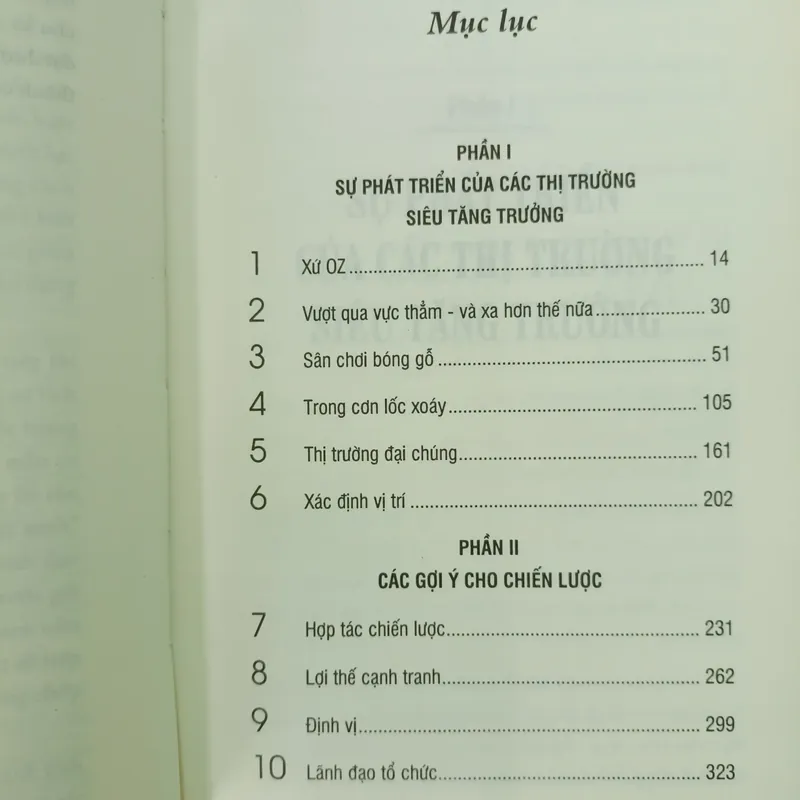 Mục lục
PHẦN I
SỰ PHÁT TRIỂN CỦA CÁC THỊ TRƯỜNG
SIÊU TĂNG TRƯỞNG
1 Xứ OZ 14
2 Vượt qua vực thẳm - và xa hơn thế nữa 30
3 Sân chơi bóng gỗ 51
4 Trong cơn lốc xoáy 105
5 Thị trường đại chúng 161
6 Xác định vị trí 202
PHẦN II
CÁC GỢI Ý CHO CHIẾN LƯỢC
7 Hợp tác chiến lược 231
8 Lợi thế cạnh tranh 262
9 Định vị 299
10 Lãnh đạo tổ chức 323